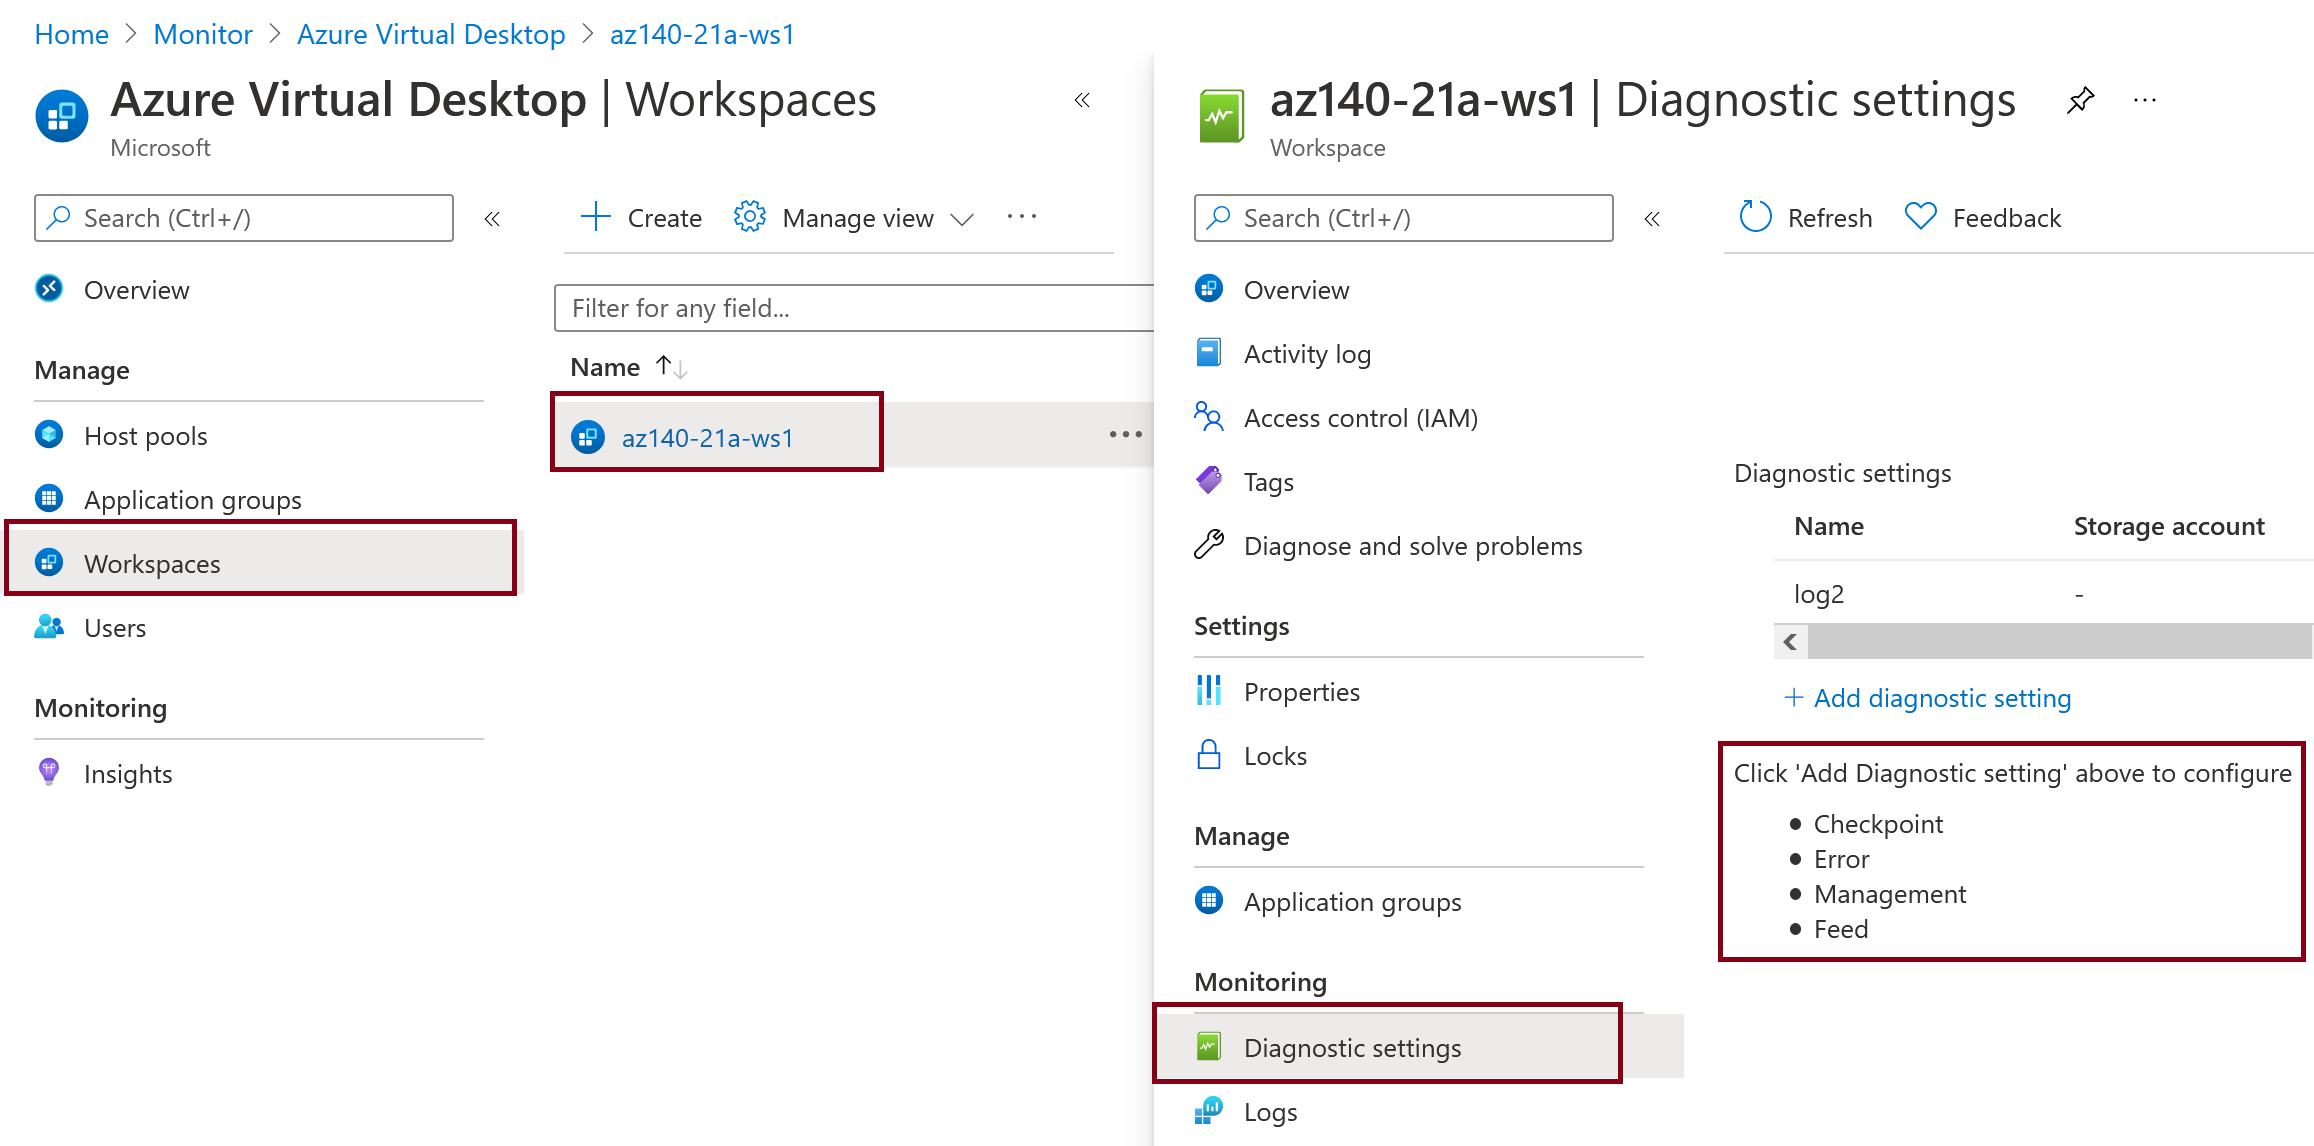 Home > Monitor > Azure Virtual Desktop > az140-21a-ws1
Azure Virtual Desktop | Workspaces
Microsoft
Search (Ctrl+/)
Overview
Manage
Host pools
Application groups
Workspaces
Users
Monitoring
Insights
Create Manage view
Filter for any field...
Name
az140-21a-ws1
az140-21a-ws1 | Diagnostic settings
Workspace
Search (Ctrl+/)
Overview
Activity log
Access control (IAM)
Tags
Diagnose and solve problems
Settings
Properties
Locks
Manage
Application groups
Monitoring
Diagnostic settings
Logs
Refresh Feedback
Diagnostic settings
Name Storage account
log2 -
+ Add diagnostic setting
Click 'Add Diagnostic setting' above to configure
• Checkpoint
• Error
• Management
• Feed